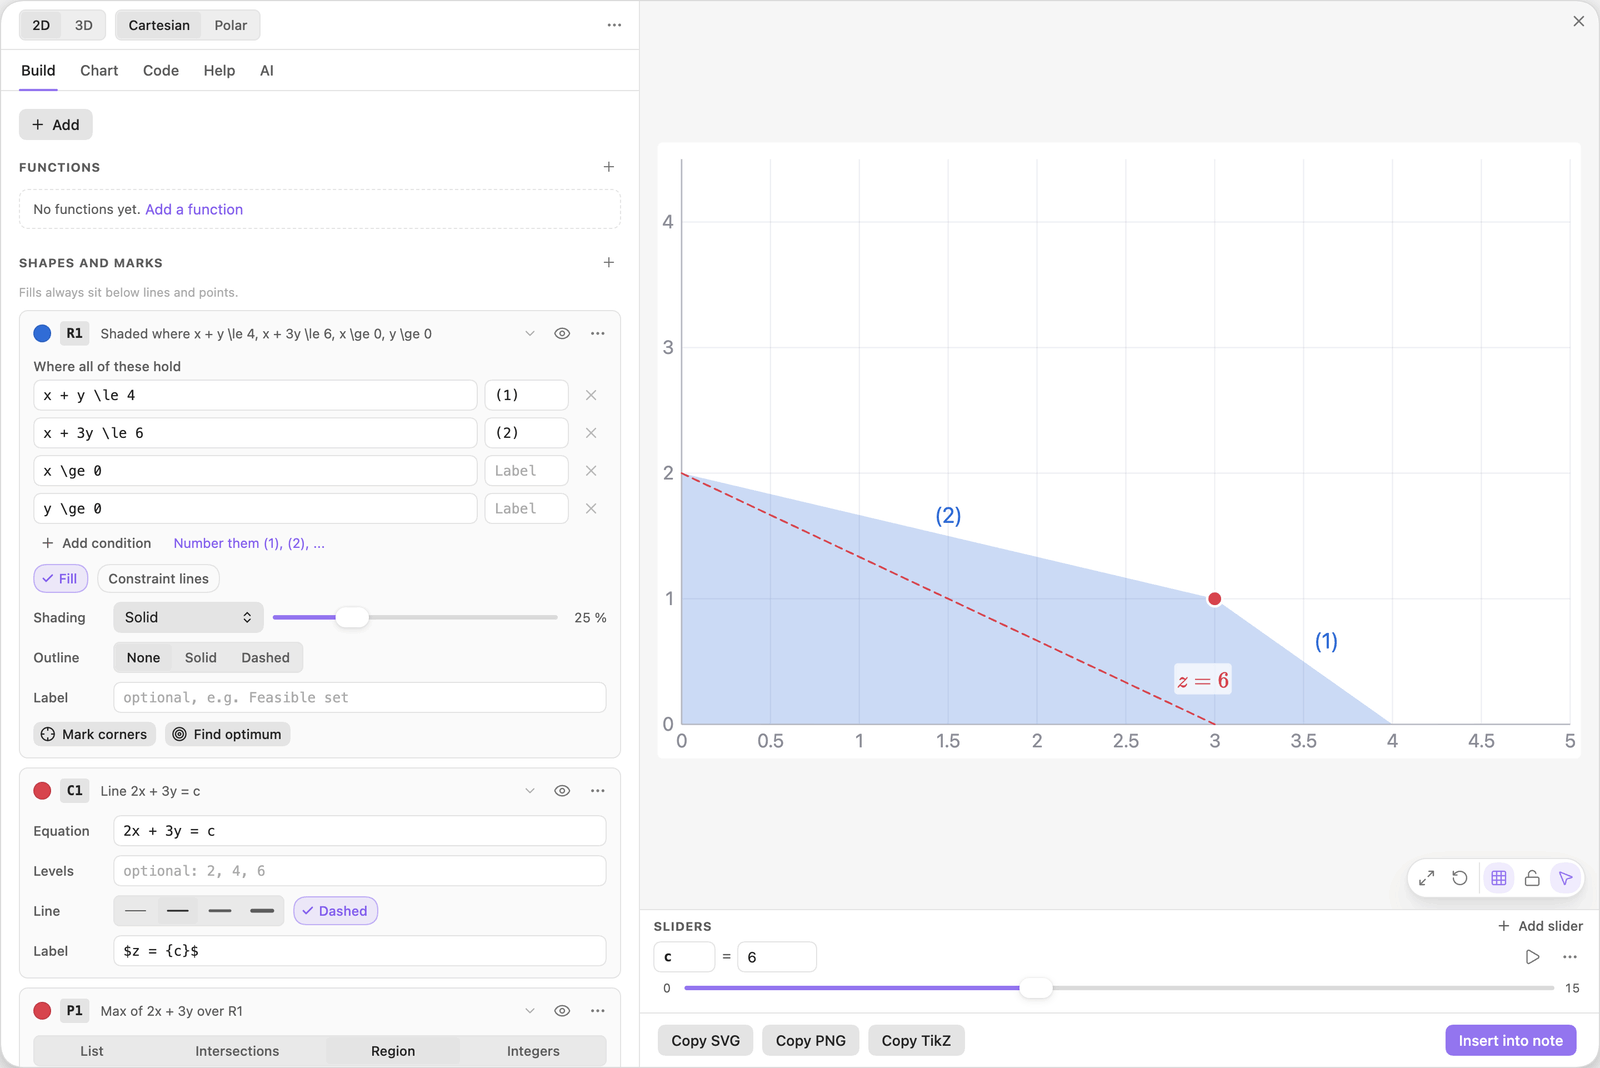 2D 3D Cartesian Polar
Build Chart Code Help AI
+ Add
FUNCTIONS
No functions yet. Add a function
SHAPES AND MARKS
Fills always sit below lines and points.
R1 Shaded where x + y \le 4, x + 3y \le 6, x \ge 0, y \ge 0
Where all of these hold
x + y \le 4 (1)
x + 3y \le 6 (2)
x \ge 0 Label
y \ge 0 Label
+ Add condition Number them (1), (2), ...
Fill Constraint lines
Shading Solid 25 %
Outline None Solid Dashed
Label optional, e.g. Feasible set
Mark corners Find optimum
C1 Line 2x + 3y = c
Equation 2x + 3y = c
Levels optional: 2, 4, 6
Line Dashed
Label $z = {c}$
P1 Max of 2x + 3y over R1
List Intersections Region Integers
4
3
2
(2)
1
(1)
z = 6
0
0 0.5 1 1.5 2 2.5 3 3.5 4 4.5 5
SLIDERS + Add slider
c = 6
0 15
Copy SVG Copy PNG Copy TikZ Insert into note